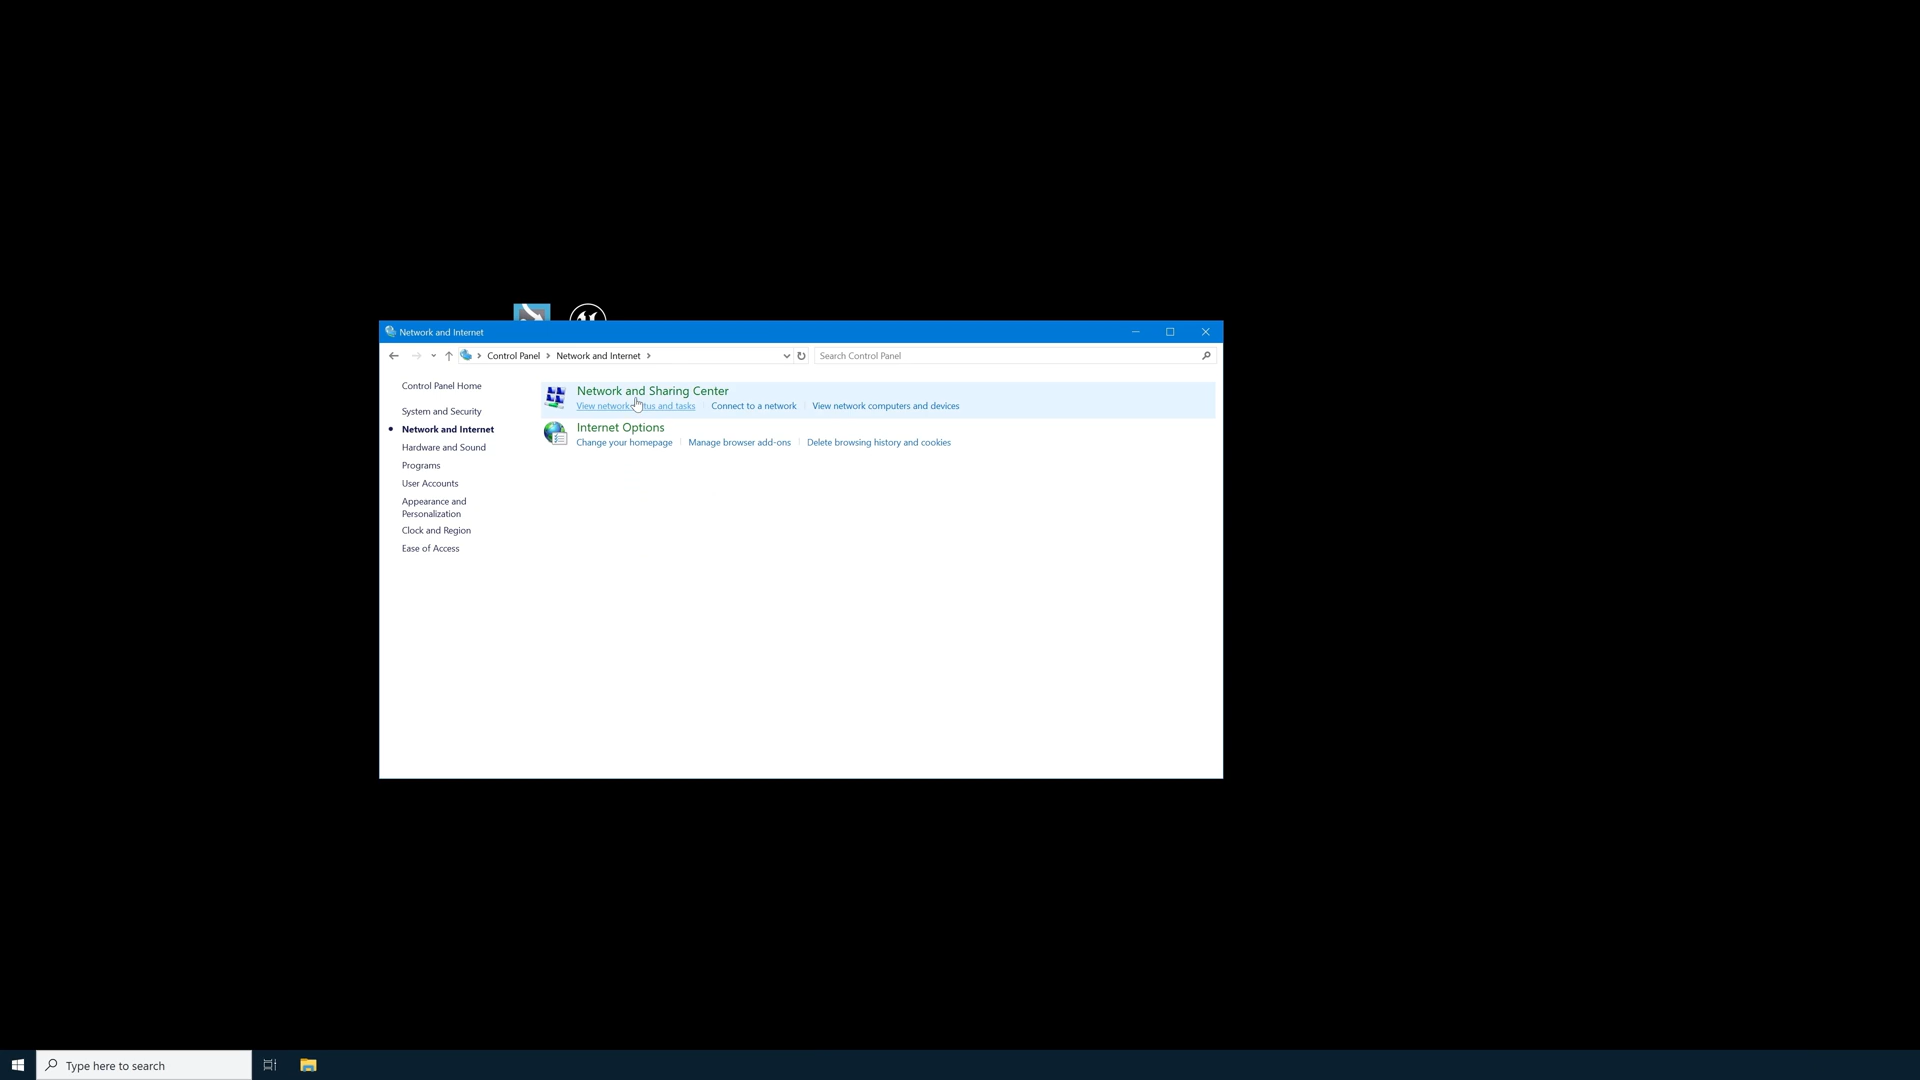 Network and Internet
Control Panel Network and Internet
Search Control Panel
Control Panel Home
System and Security
Network and Internet
Hardware and Sound
Programs
User Accounts
Appearance and
Personalization
Clock and Region
Ease of Access
Network and Sharing Center
View network and tasks Connect to a network View network computers and devices
Internet Options
Change your homepage Manage browser add-ons Delete browsing history and cookies
Type here to search